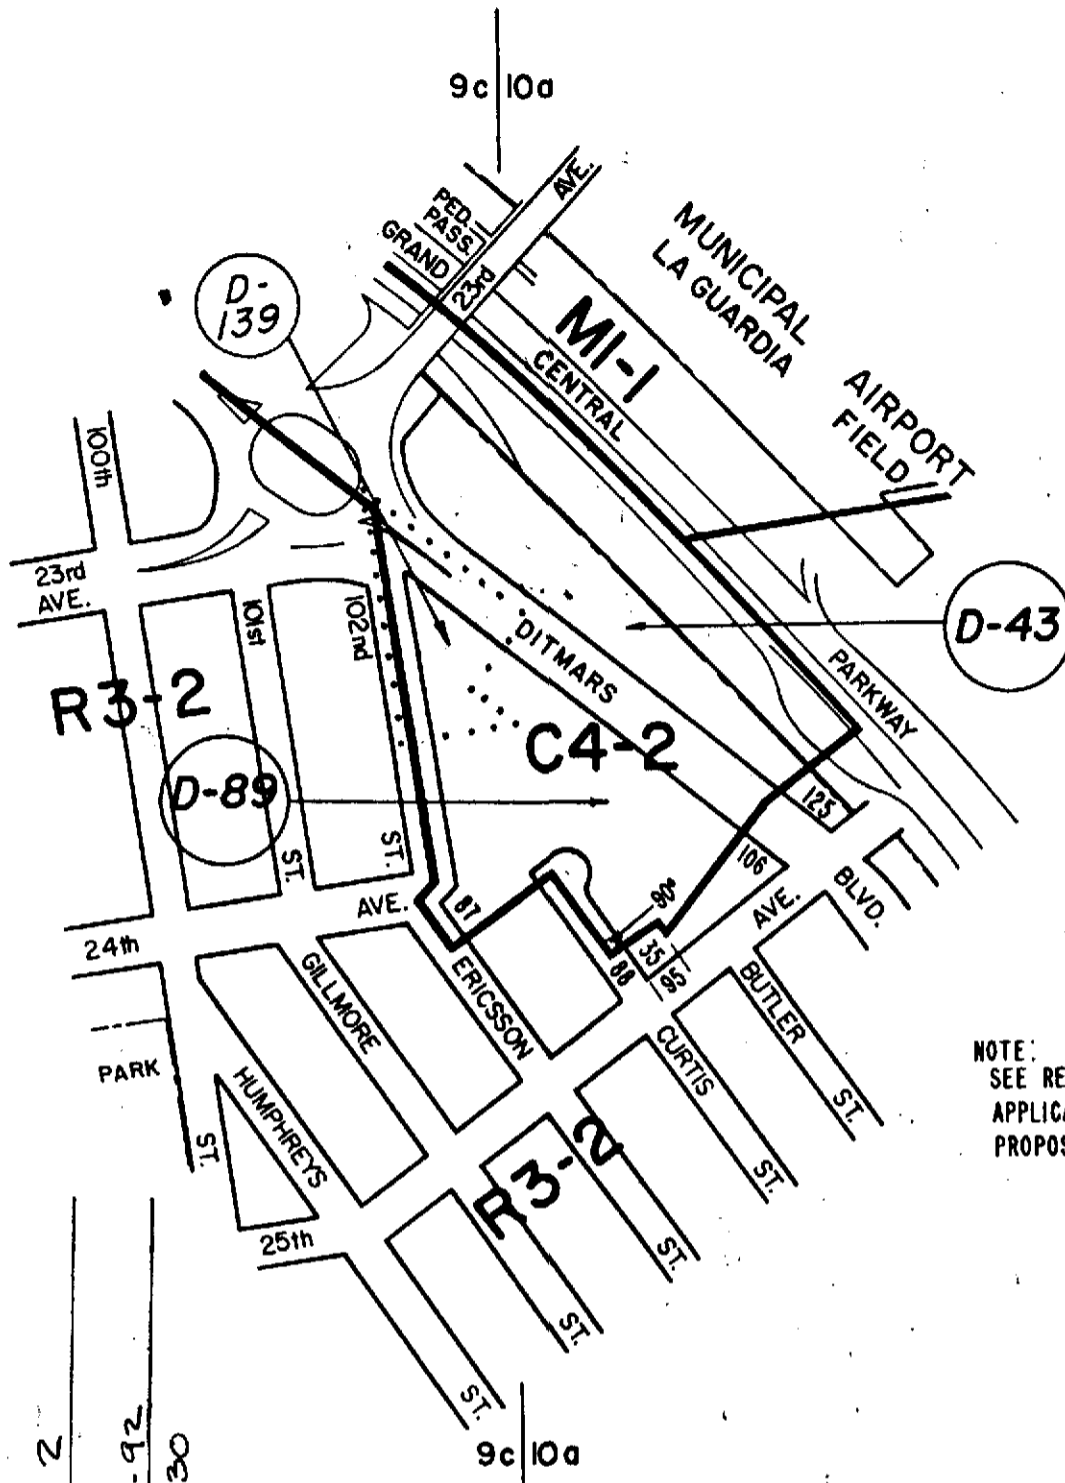 9c 10a
PED.
PASS.
GRAND
23rd
AVE.
MUNICIPAL
LA GUARDIA
AIRPORT
FIELD
D-
139
M1-1
CENTRAL
100th
23rd
AVE.
101st
102nd
DITMARS
D-43
PARKWAY
R3-2
C4-2
D-89
125
106
ST.
ST.
AVE.
87
90°
35
95
88
AVE.
BLVD.
24th
GILLMORE
ERICSSON
BUTLER
CURTIS
PARK
HUMPHREYS
ST.
NOTE:
SEE RE
APPLICA
PROPOS
ST.
ST.
R3-2
25th
ST.
ST.
ST.
9c 10a
2
-92
30